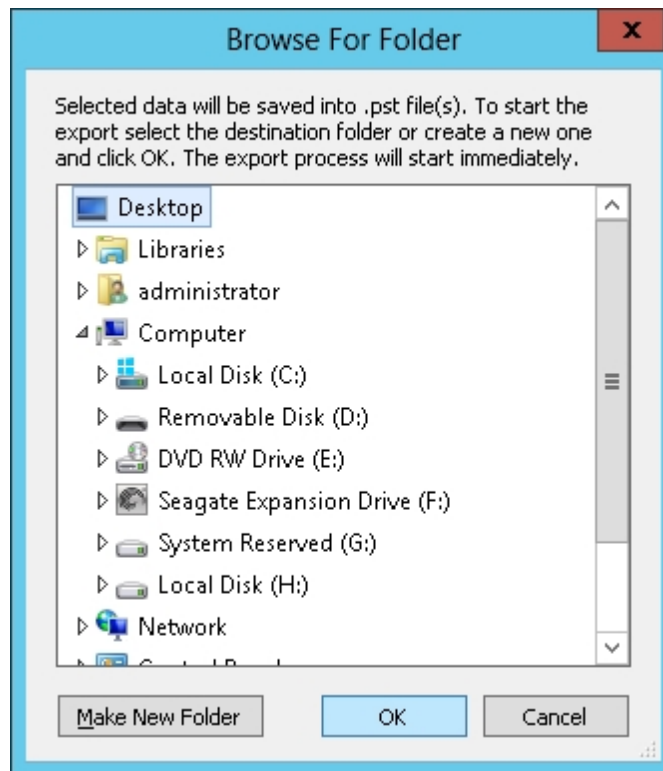 Browse For Folder
x
Selected data will be saved into .pst file(s). To start the
export select the destination folder or create a new one
and click OK. The export process will start immediately.
Desktop
Libraries
administrator
Computer
Local Disk (C:)
Removable Disk (D:)
DVD RW Drive (E:)
Seagate Expansion Drive (F:)
System Reserved (G:)
Local Disk (H:)
Network
Make New Folder
OK
Cancel